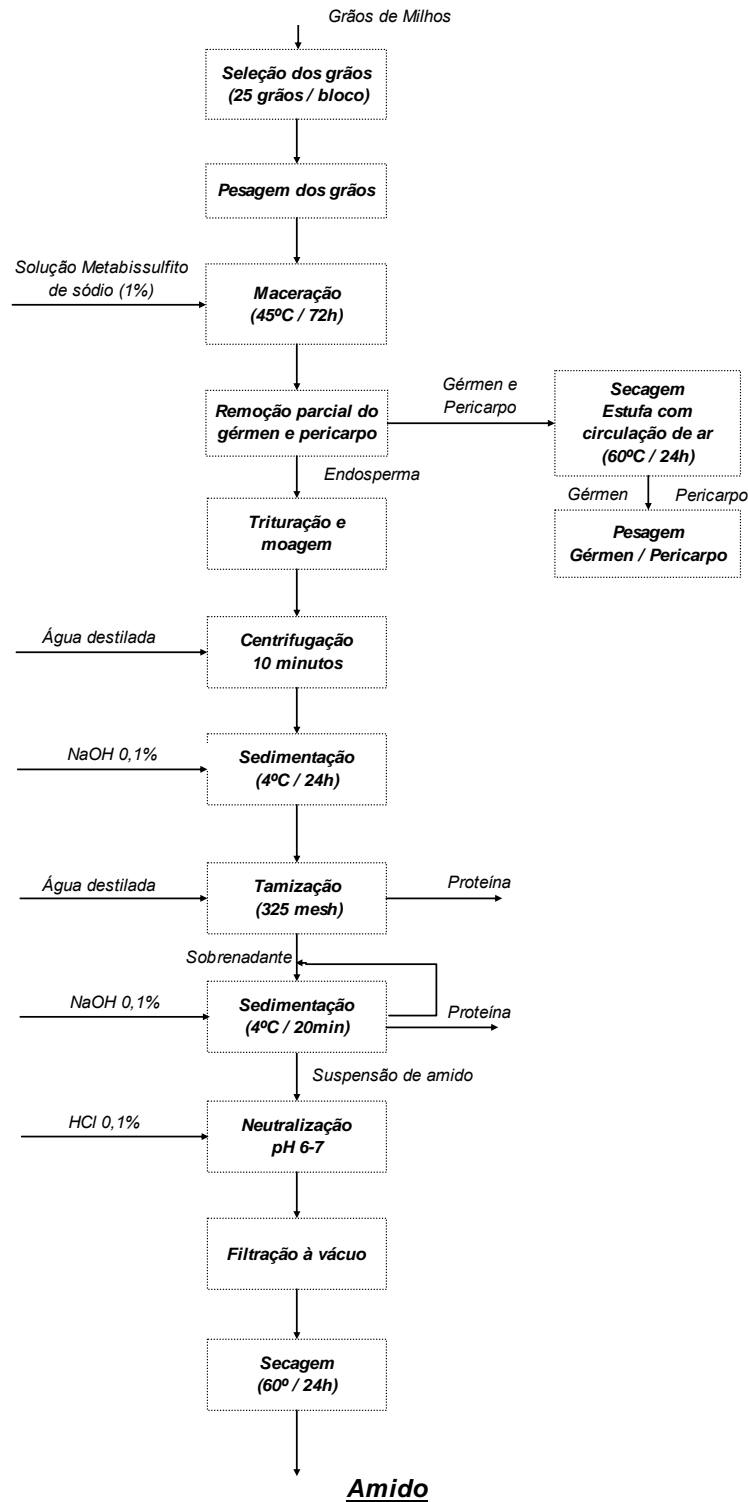 Grãos de Milhos
Seleção dos grãos
(25 grãos / bloco)
Pesagem dos grãos
Solução Metabissulfito
de sódio (1%)
Maceração
(45ºC / 72h)
Remoção parcial do
gérmen e pericarpo
Gérmen e
Pericarpo
Secagem
Estufa com
circulação de ar
(60ºC / 24h)
Endosperma
Gérmen
Pericarpo
Trituração e
moagem
Pesagem
Gérmen / Pericarpo
Água destilada
Centrifugação
10 minutos
NaOH 0,1%
Sedimentação
(4ºC / 24h)
Água destilada
Tamização
(325 mesh)
Proteína
Sobrenadante
NaOH 0,1%
Sedimentação
(4ºC / 20min)
Proteína
Suspensão de amido
HCl 0,1%
Neutralização
pH 6-7
Filtração à vácuo
Secagem
(60º / 24h)
Amido